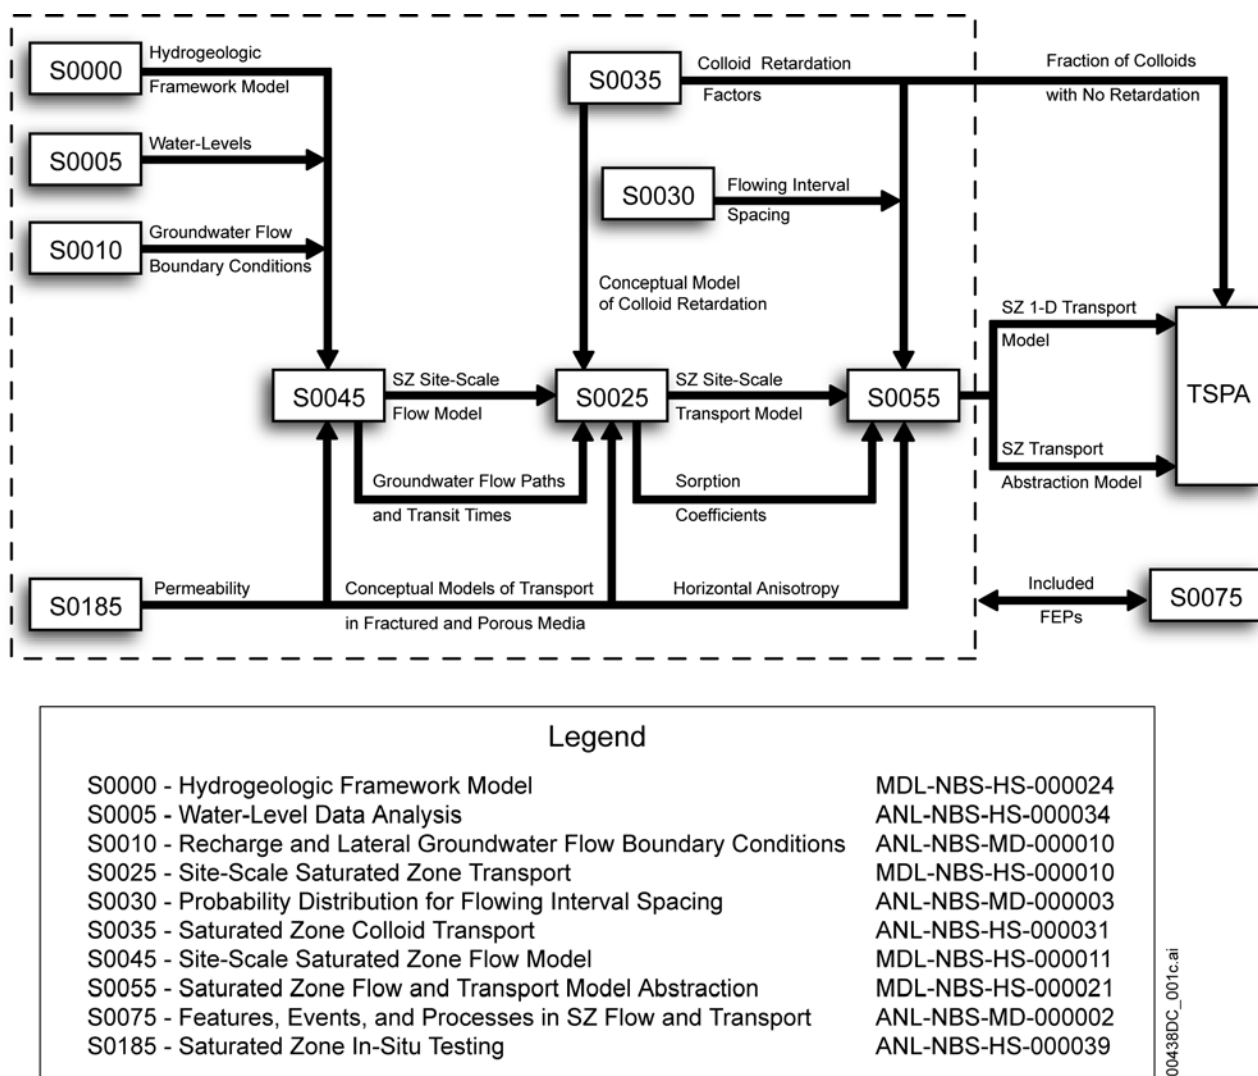 S0000
Hydrogeologic
Framework Model
S0005
Water-Levels
S0010
Groundwater Flow
Boundary Conditions
S0035
Colloid Retardation
Factors
Fraction of Colloids
with No Retardation
S0030
Flowing Interval
Spacing
Conceptual Model
of Colloid Retardation
S0045
SZ Site-Scale
Flow Model
S0025
SZ Site-Scale
Transport Model
S0055
SZ 1-D Transport
Model
SZ Transport
Abstraction Model
TSPA
Groundwater Flow Paths
and Transit Times
Sorption
Coefficients
S0185
Permeability
Conceptual Models of Transport
in Fractured and Porous Media
Horizontal Anisotropy
Included
FEPs
S0075
Legend
S0000 - Hydrogeologic Framework Model MDL-NBS-HS-000024
S0005 - Water-Level Data Analysis ANL-NBS-HS-000034
S0010 - Recharge and Lateral Groundwater Flow Boundary Conditions ANL-NBS-MD-000010
S0025 - Site-Scale Saturated Zone Transport MDL-NBS-HS-000010
S0030 - Probability Distribution for Flowing Interval Spacing ANL-NBS-MD-000003
S0035 - Saturated Zone Colloid Transport ANL-NBS-HS-000031
S0045 - Site-Scale Saturated Zone Flow Model MDL-NBS-HS-000011
S0055 - Saturated Zone Flow and Transport Model Abstraction MDL-NBS-HS-000021
S0075 - Features, Events, and Processes in SZ Flow and Transport ANL-NBS-MD-000002
S0185 - Saturated Zone In-Situ Testing ANL-NBS-HS-000039
00438DC_001c.ai